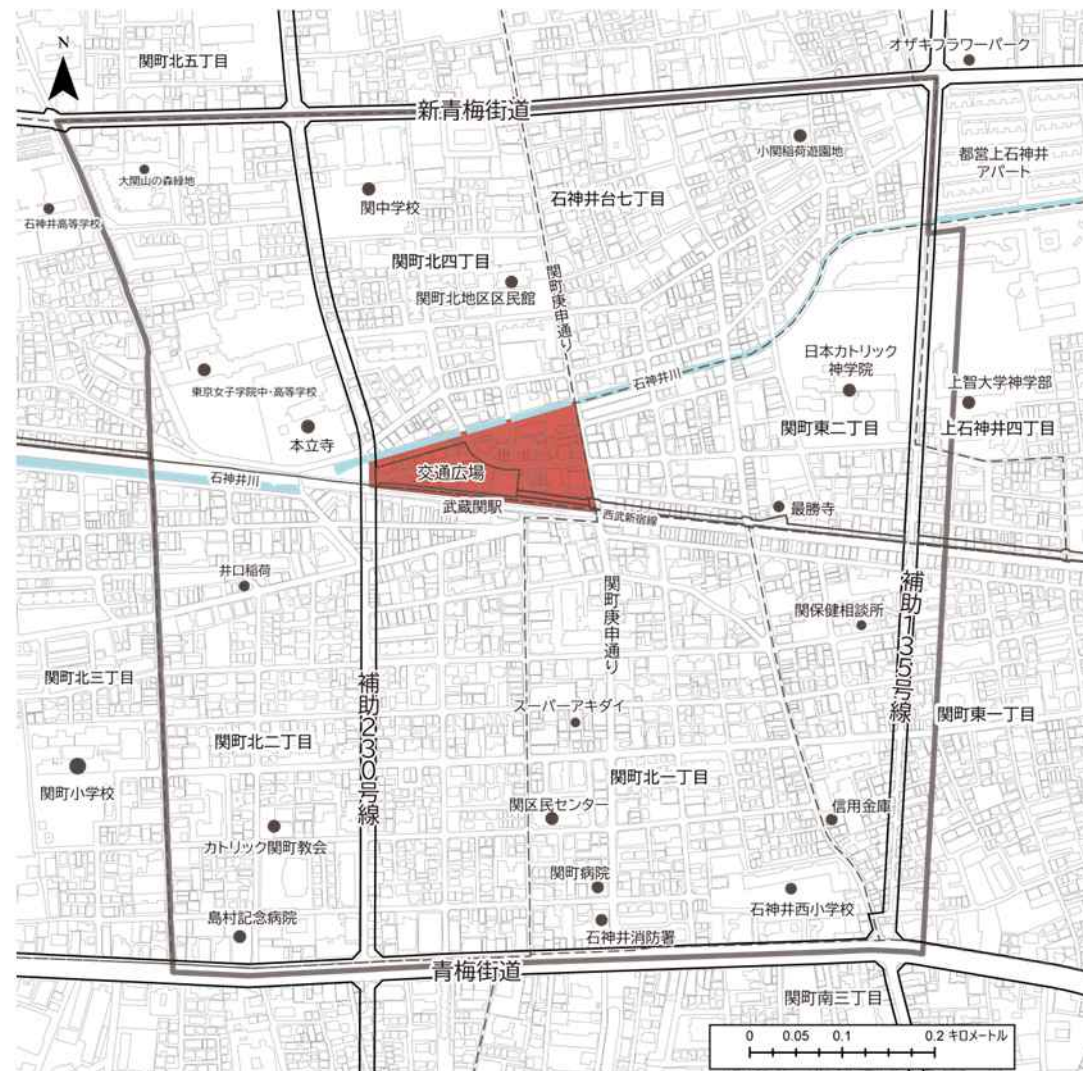 オザキフラワーパーク
N
関町北五丁目
新青梅街道
小関稲荷遊園地
都営上石神井
アパート
大関山の森緑地
関中学校
石神井台七丁目
石神井高等学校
関町北四丁目
関町北地区区民館
関町庚申通り
日本カトリック
神学院
石神井川
上智大学神学部
東京女子学院中・高等学校
関町東二丁目
上石神井四丁目
本立寺
交通広場
石神井川
武蔵関駅
西武新宿線
最勝寺
井口稲荷
関町庚申通り
補助135号線
関保健相談所
関町北三丁目
補助230号線
スーパーアキダイ
関町東一丁目
関町北二丁目
関町北一丁目
関町小学校
関区民センター
信用金庫
カトリック関町教会
関町病院
石神井西小学校
島村記念病院
石神井消防署
青梅街道
関町南三丁目
0 0.05 0.1 0.2 キロメートル